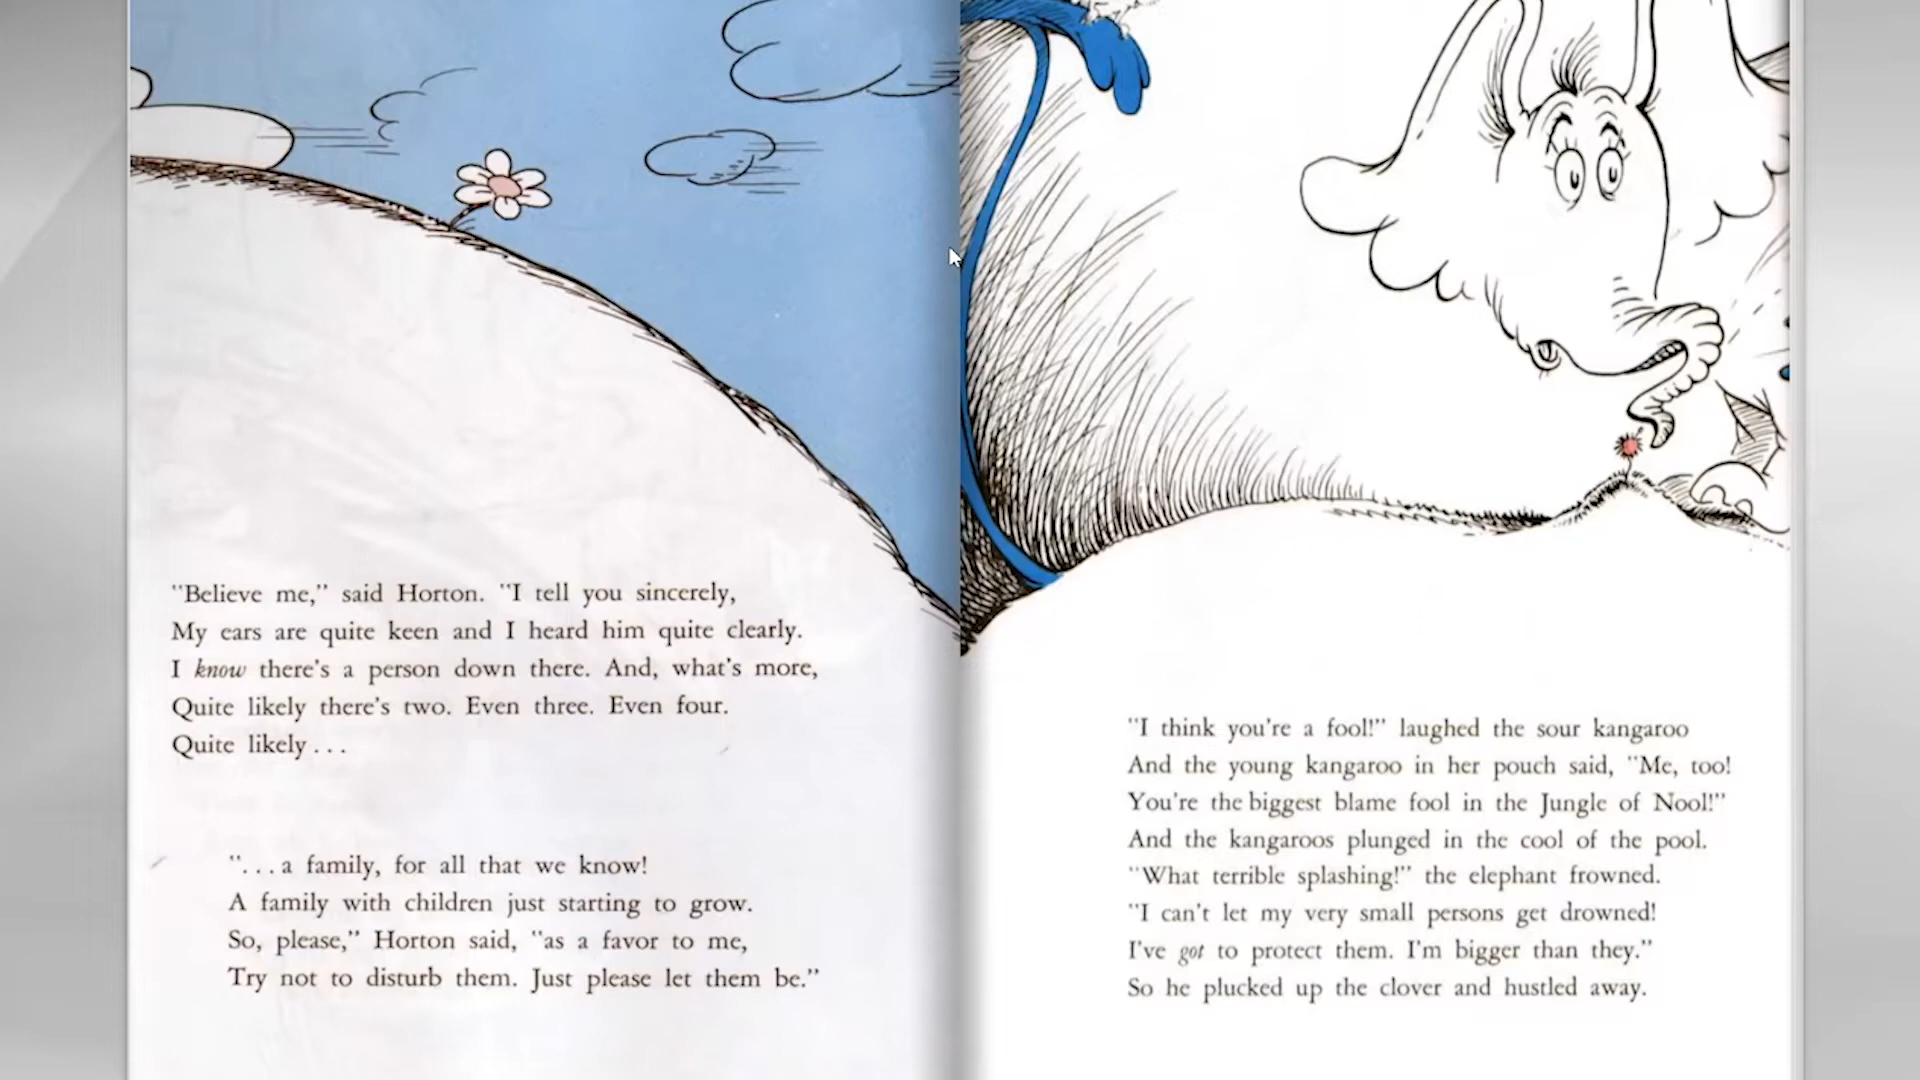 "Believe me," said Horton. "I tell you sincerely,
My ears are quite keen and I heard him quite clearly.
I know there's a person down there. And, what's more,
Quite likely there's two. Even three. Even four.
Quite likely . . .
". . . a family, for all that we know!
A family with children just starting to grow.
So, please," Horton said, "as a favor to me,
Try not to disturb them. Just please let them be."
"I think you're a fool!" laughed the sour kangaroo
And the young kangaroo in her pouch said, "Me, too!
You're the biggest blame fool in the Jungle of Nool!"
And the kangaroos plunged in the cool of the pool.
"What terrible splashing!" the elephant frowned.
"I can't let my very small persons get drowned!
I've got to protect them. I'm bigger than they."
So he plucked up the clover and hustled away.